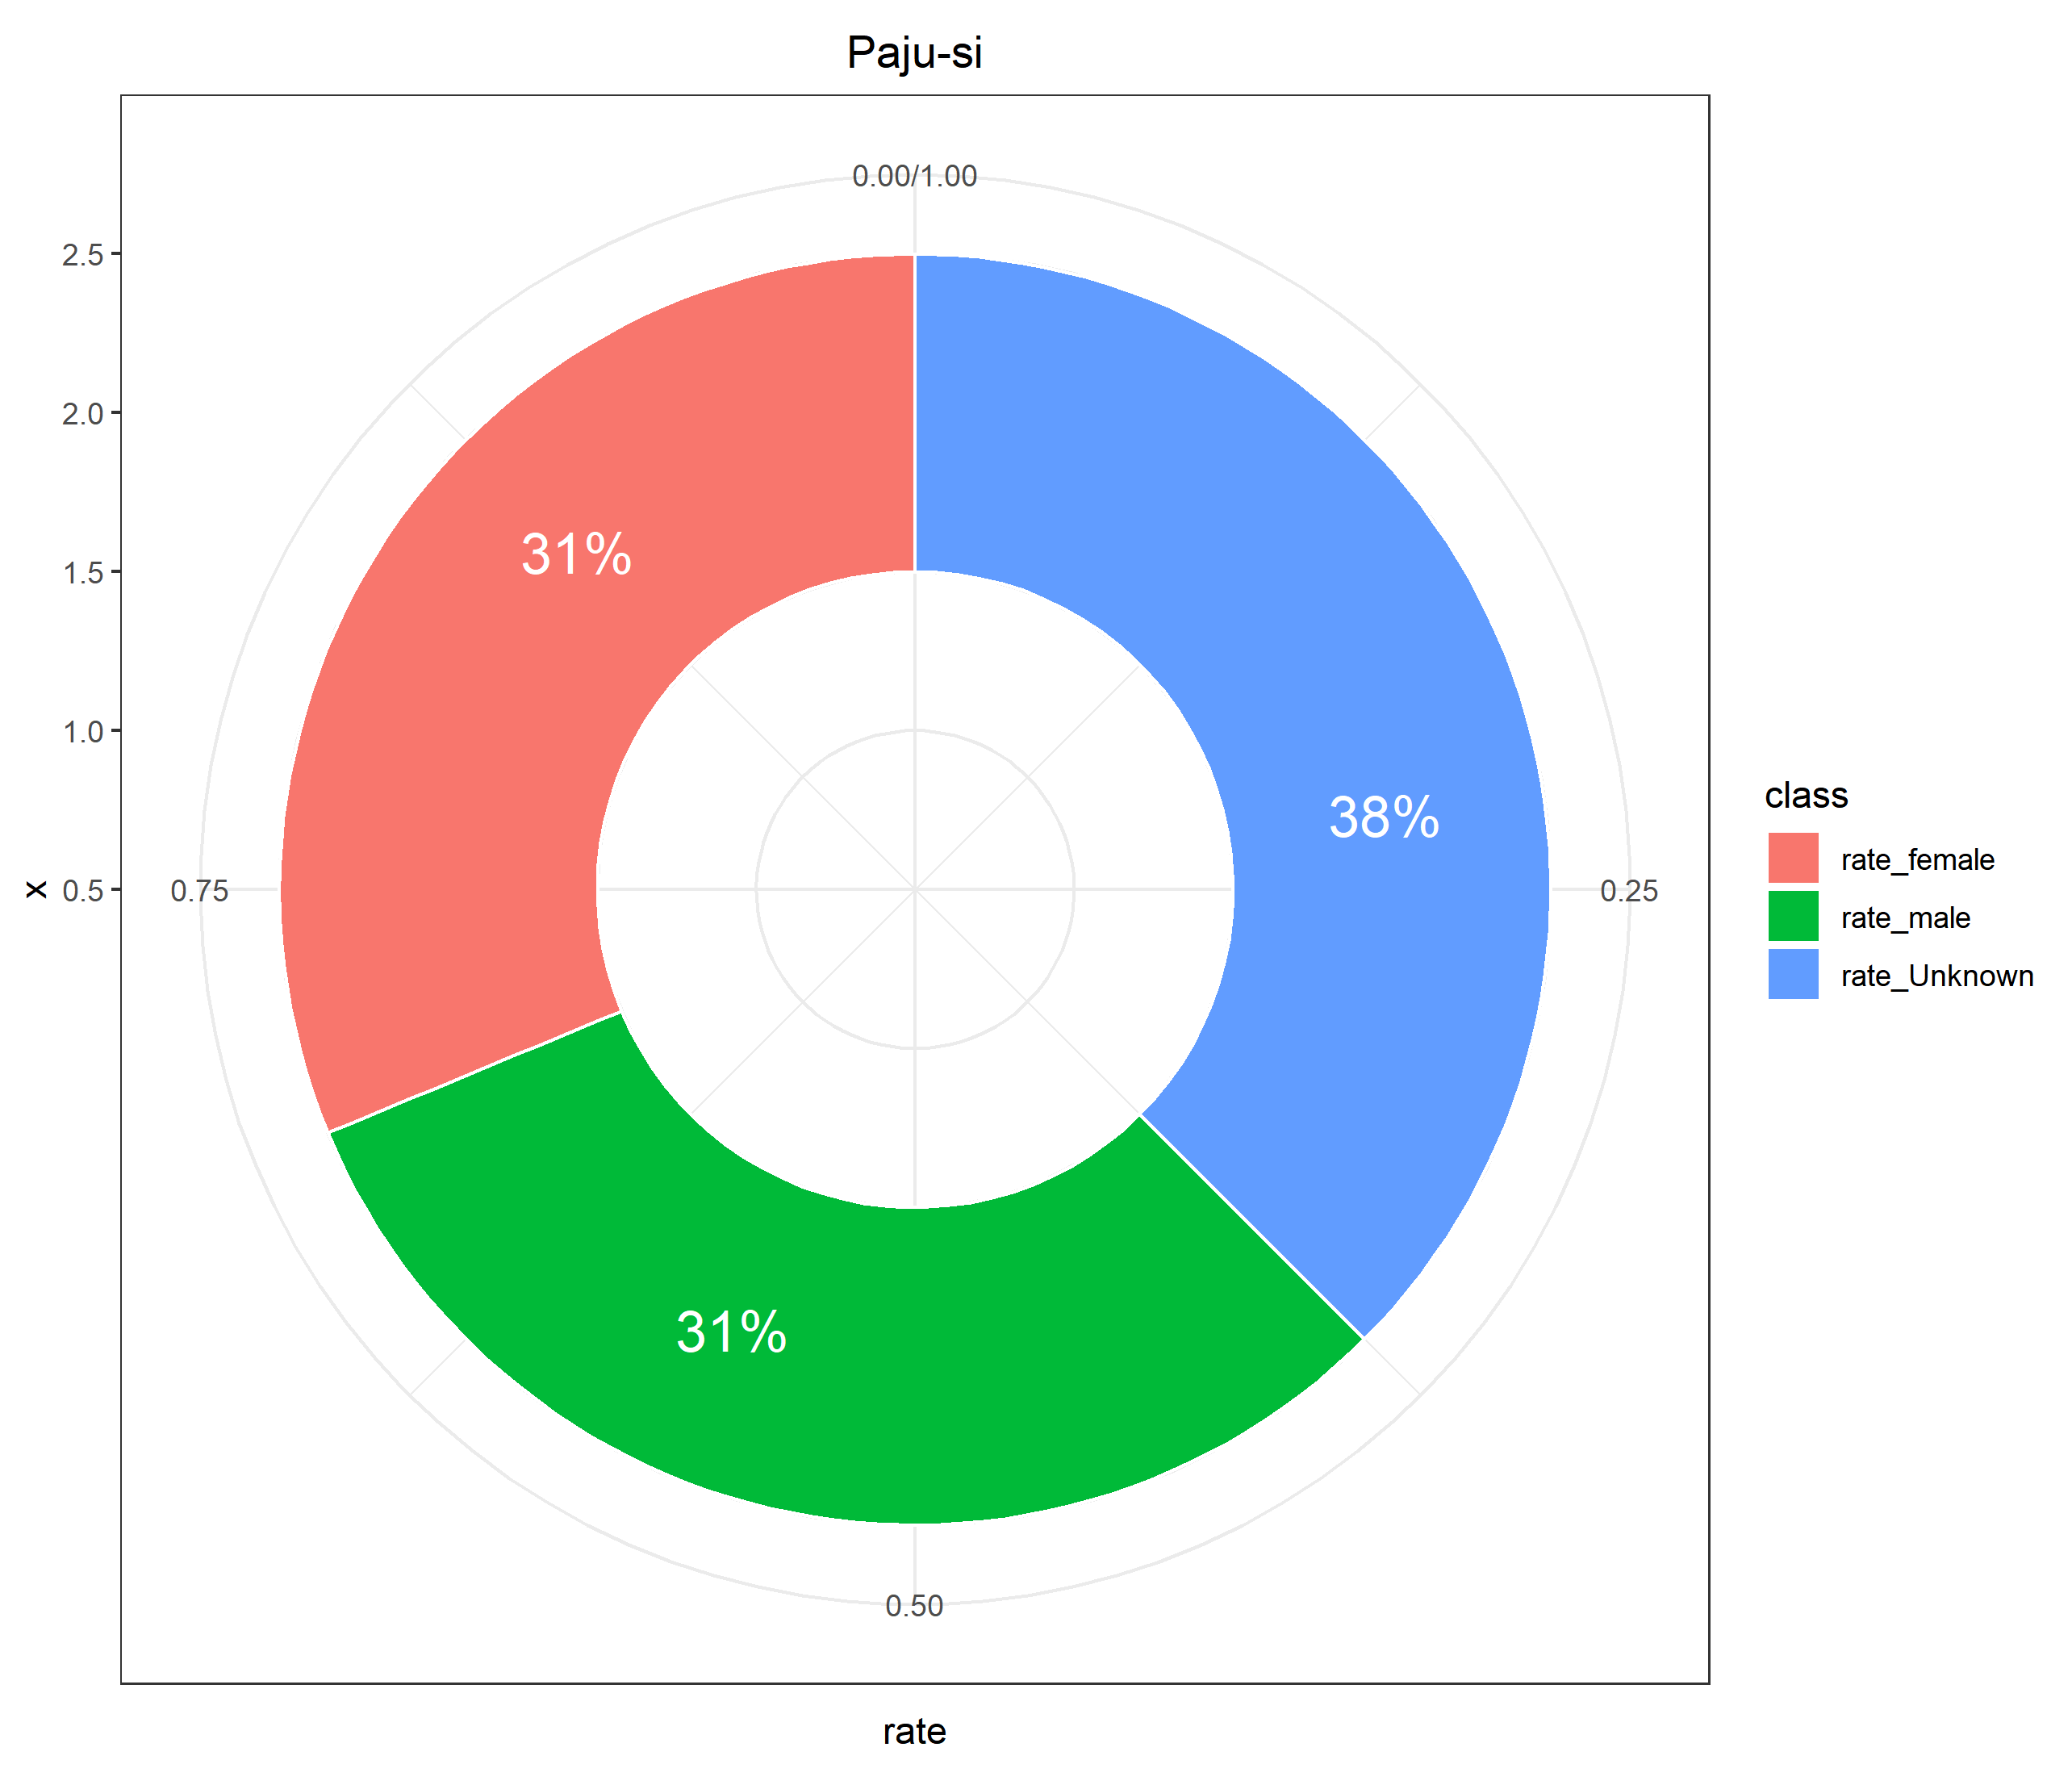 Paju-si
0.00/1.00
2.5
2.0
1.5
1.0
0.5
x
0.75
0.25
0.50
31%
38%
31%
rate
class
rate_female
rate_male
rate_Unknown